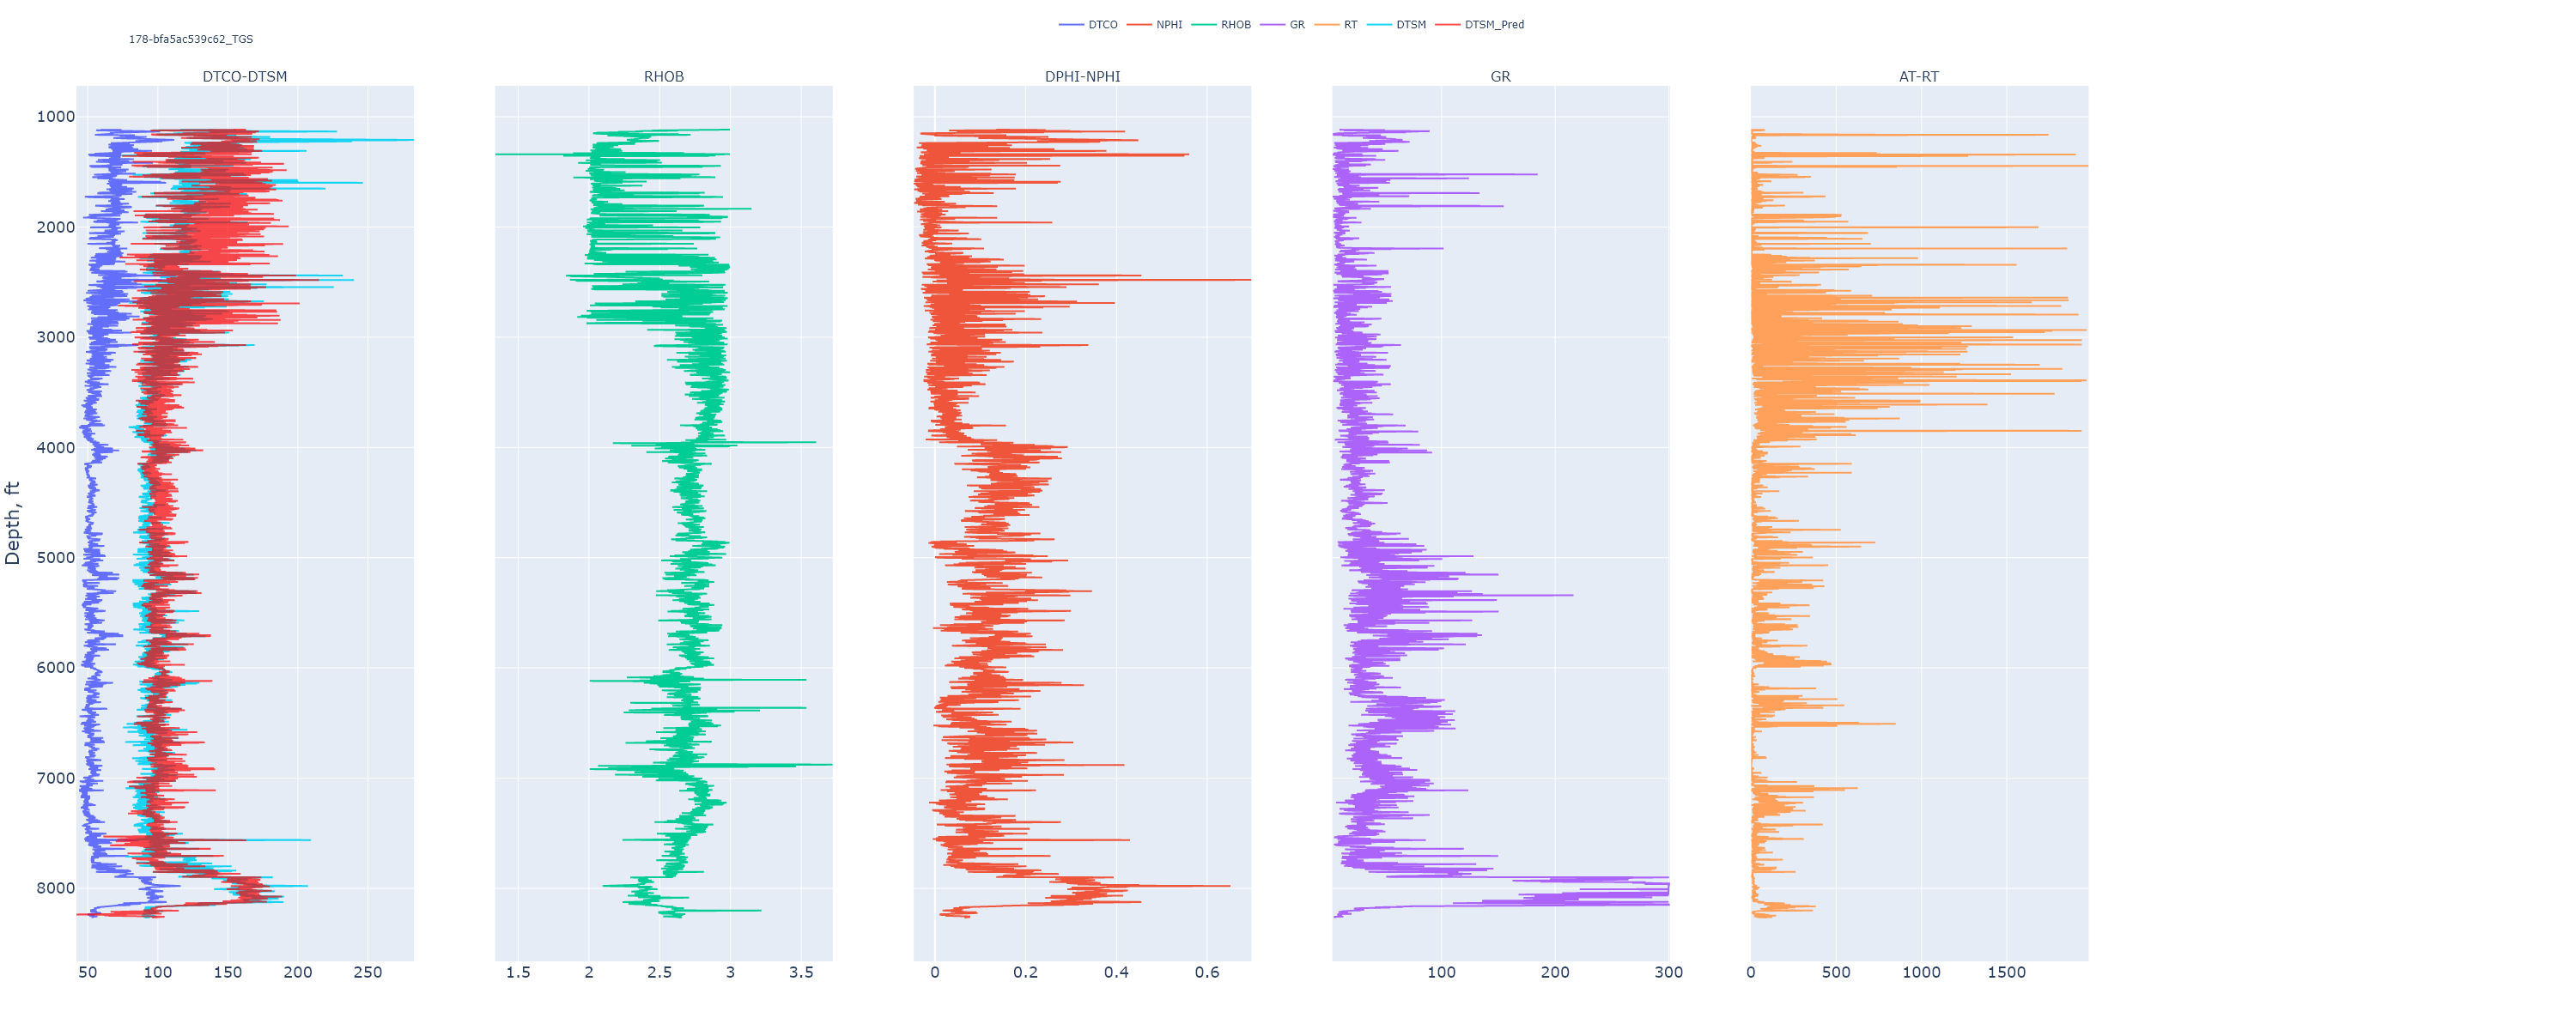 DTCO NPHI RHOB GR RT DTSM DTSM_Pred
178-bfa5ac539c62_TGS
DTCO-DTSM RHOB DPHI-NPHI GR AT-RT
1000
2000
3000
4000
Depth, ft
5000
6000
7000
8000
50 100 150 200 250 1.5 2 2.5 3 3.5 0 0.2 0.4 0.6 100 200 300 0 500 1000 1500